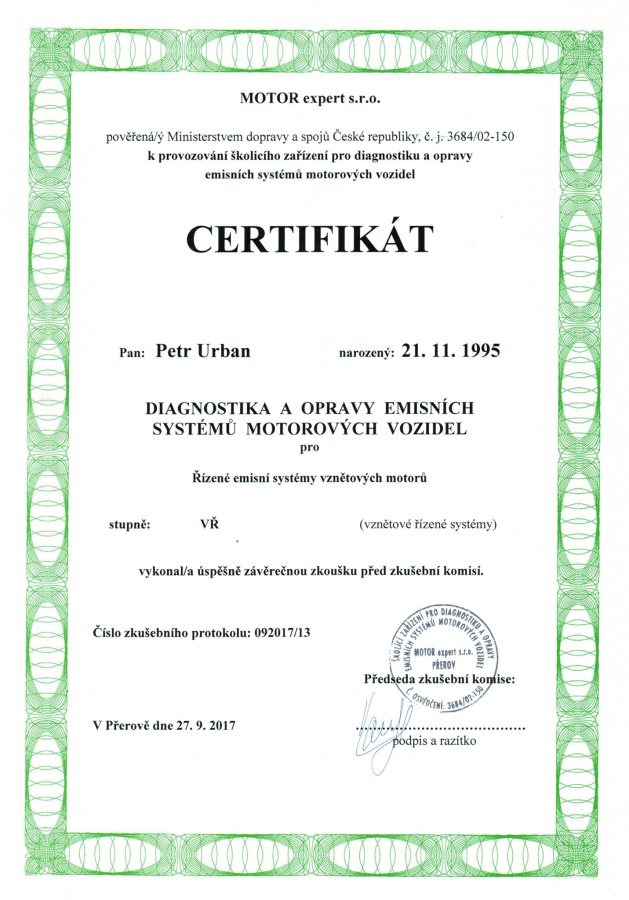 MOTOR expert s.r.o.
pověřená/ý Ministerstvem dopravy a spojů České republiky, č. j. 3684/02-150
k provozování školicího zařízení pro diagnostiku a opravy
emisních systémů motorových vozidel
CERTIFIKÁT
Pan: Petr Urban narozený: 21. 11. 1995
DIAGNOSTIKA A OPRAVY EMISNÍCH
SYSTÉMŮ MOTOROVÝCH VOZIDEL
pro
Řízené emisní systémy vznětových motorů
stupně: VŘ (vznětové řízené systémy)
vykonal/a úspěšně závěrečnou zkoušku před zkušební komisí.
Číslo zkušebního protokolu: 092017/13
ŠKOLÍCÍ ZAŘÍZENÍ PRO DIAGNOSTIKU A OPRAVY
EMISNÍCH SYSTÉMŮ MOTOROVÝCH VOZIDEL
MOTOR expert s.r.o.
PŘEROV
Č. OSVĚDČENÍ: 3684/02-150
Předseda zkušební komise:
V Přerově dne 27. 9. 2017
podpis a razítko